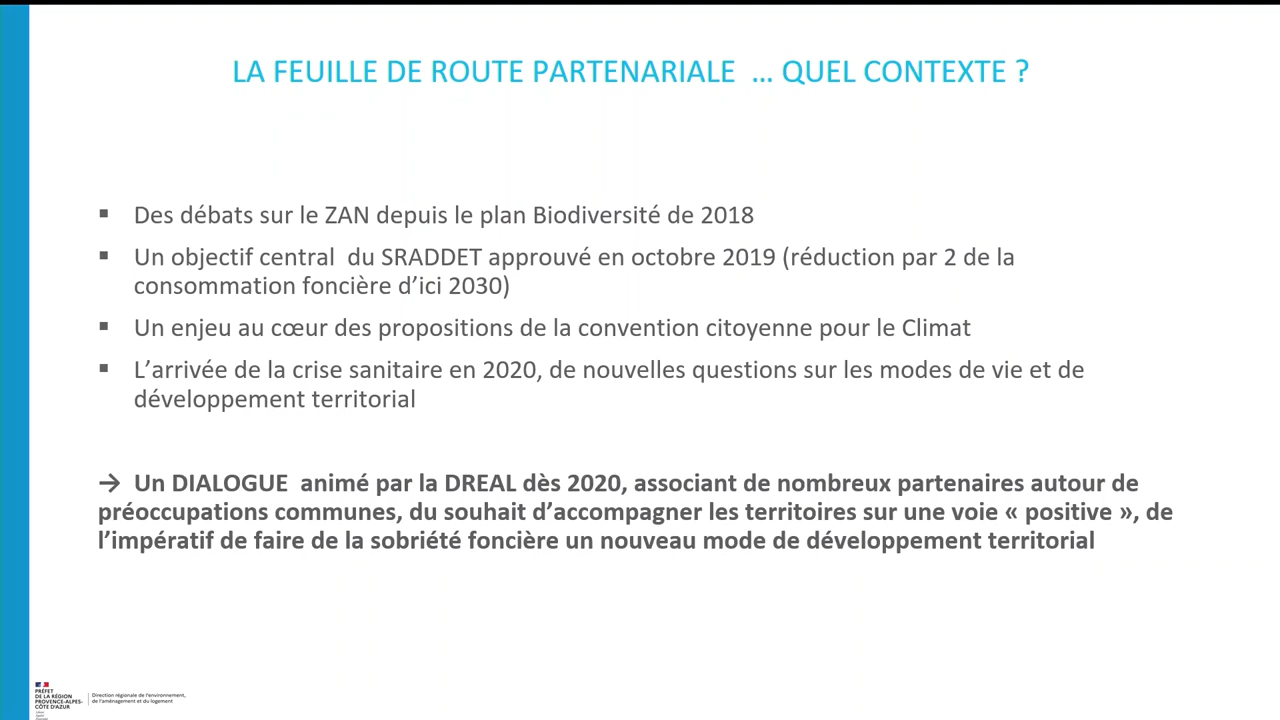 LA FEUILLE DE ROUTE PARTENARIALE … QUEL CONTEXTE ?
▪ Des débats sur le ZAN depuis le plan Biodiversité de 2018
▪ Un objectif central du SRADDET approuvé en octobre 2019 (réduction par 2 de la
consommation foncière d’ici 2030)
▪ Un enjeu au cœur des propositions de la convention citoyenne pour le Climat
▪ L’arrivée de la crise sanitaire en 2020, de nouvelles questions sur les modes de vie et de
développement territorial
→ Un DIALOGUE animé par la DREAL dès 2020, associant de nombreux partenaires autour de
préoccupations communes, du souhait d’accompagner les territoires sur une voie « positive », de
l’impératif de faire de la sobriété foncière un nouveau mode de développement territorial
PRÉFET
DE LA RÉGION
PROVENCE-ALPES-
CÔTE D'AZUR
Direction régionale de l'environnement,
de l'aménagement et du logement